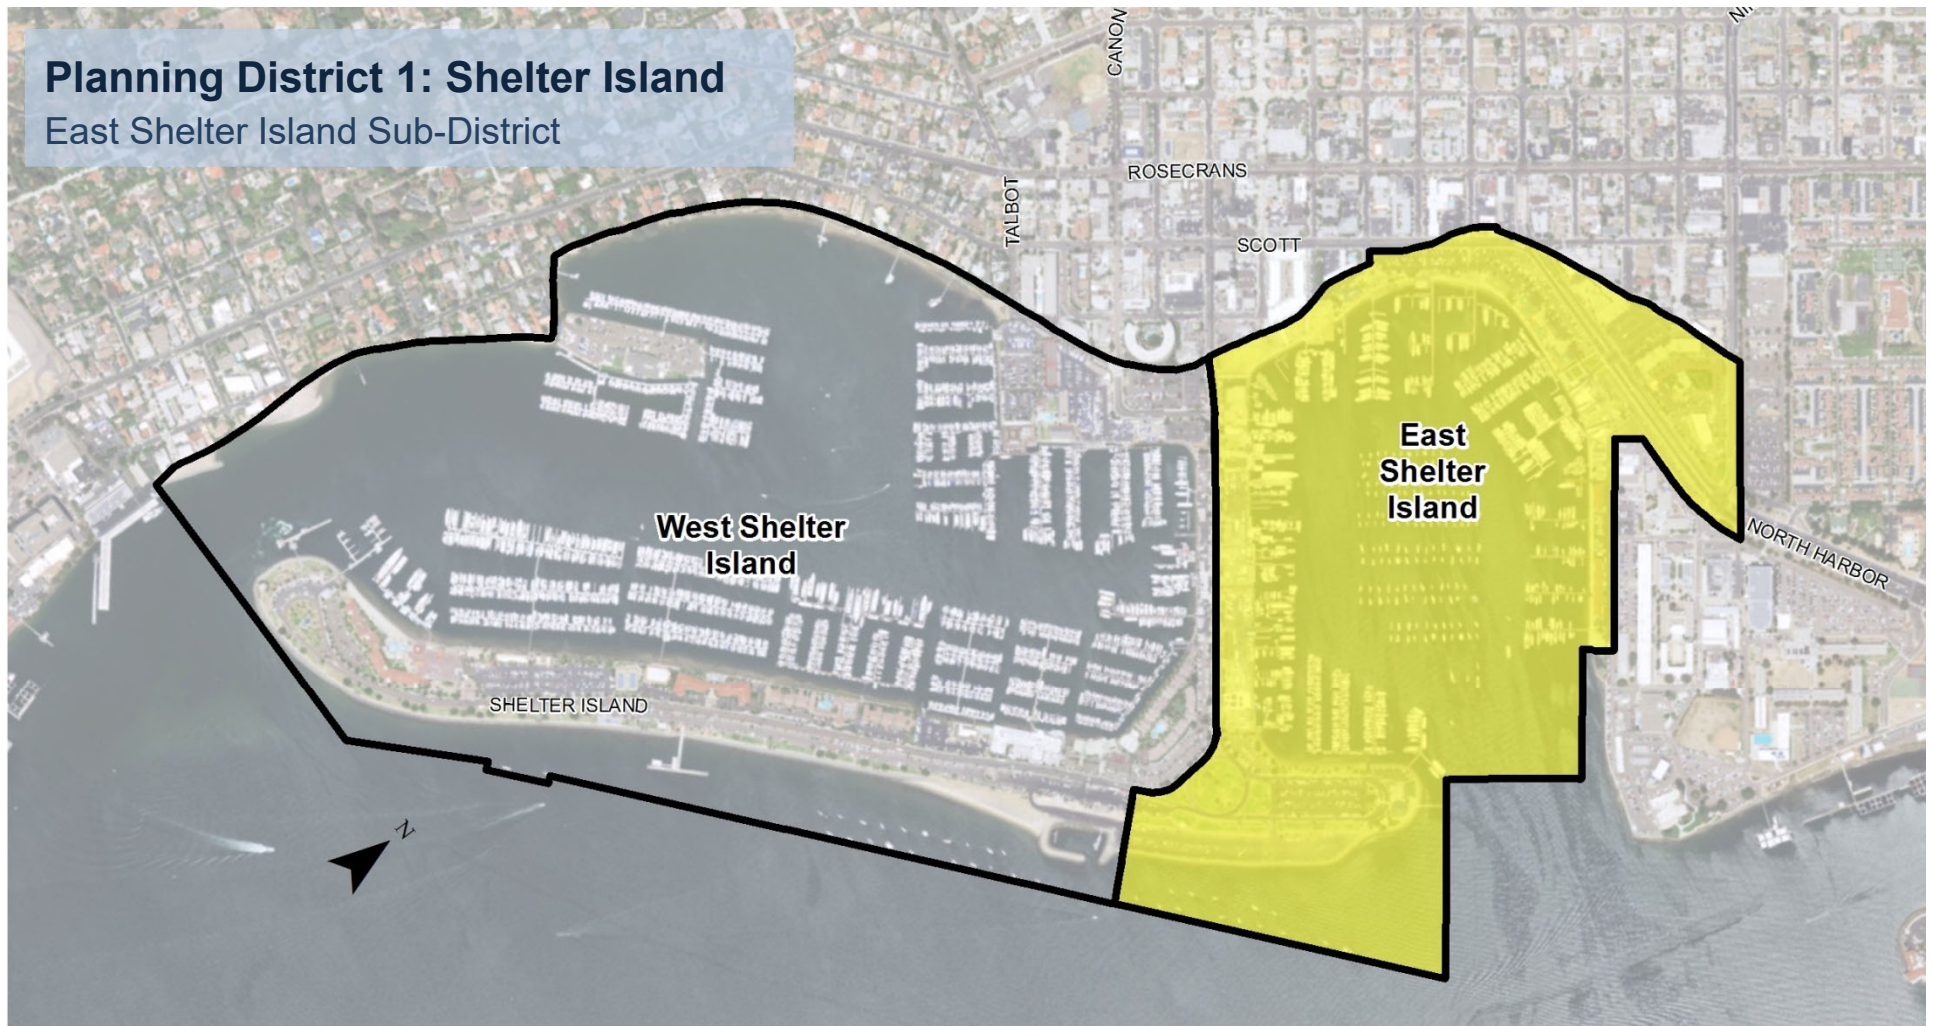 Planning District 1: Shelter Island
East Shelter Island Sub-District
CANON
ROSECRANS
TALBOT
SCOTT
East
Shelter
Island
West Shelter
Island
NORTH HARBOR
SHELTER ISLAND
N